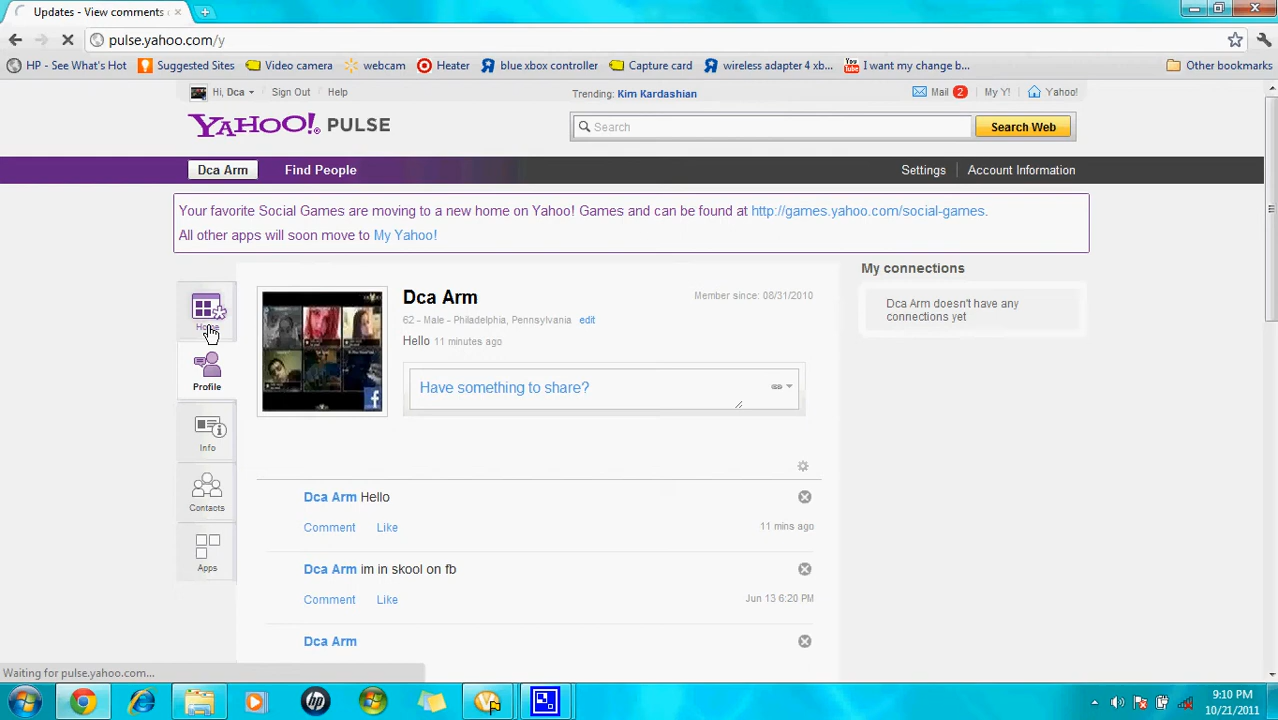 Updates - View comments
pulse.yahoo.com/y
HP - See What's Hot Suggested Sites Video camera webcam Heater blue xbox controller Capture card wireless adapter 4 xb... I want my change b... Other bookmarks
Hi, Dca Sign Out Help Trending: Kim Kardashian Mail 2 My Y! Yahoo!
YAHOO! PULSE Search Search Web
Dca Arm Find People Settings Account Information
Your favorite Social Games are moving to a new home on Yahoo! Games and can be found at http://games.yahoo.com/social-games.
All other apps will soon move to My Yahoo!
Home
Profile
Info
Contacts
Apps
Dca Arm Member since: 08/31/2010
62 - Male - Philadelphia, Pennsylvania edit
Hello 11 minutes ago
Have something to share?
Dca Arm Hello
Comment Like 11 mins ago
Dca Arm im in skool on fb
Comment Like Jun 13 6:20 PM
Dca Arm
My connections
Dca Arm doesn't have any
connections yet
Waiting for pulse.yahoo.com...
9:10 PM
10/21/2011